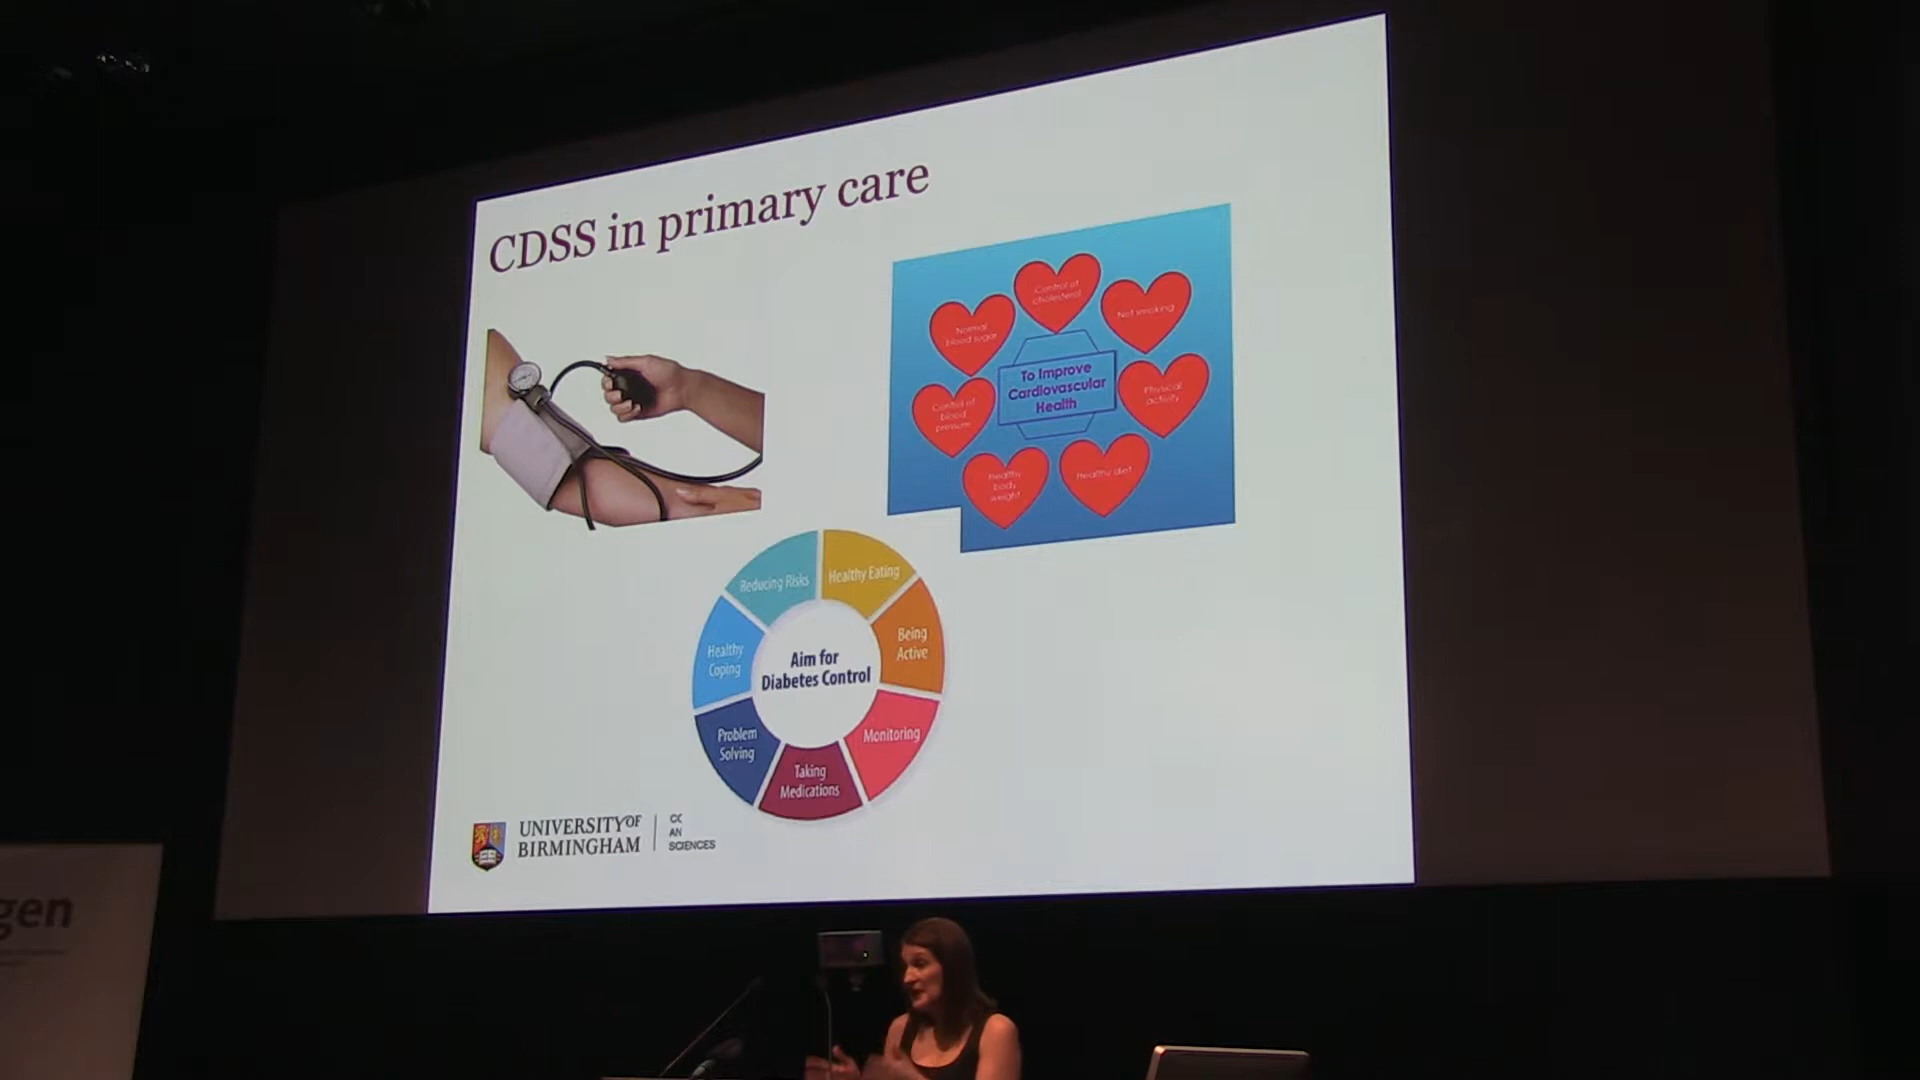 CDSS in primary care
Control of
cholesterol
Not smoking
Normal
blood sugar
Physical
activity
To Improve
Cardiovascular
Health
Control of
blood
pressure
Healthy
body
weight
Healthy diet
Reducing Risks
Healthy Eating
Being
Active
Healthy
Coping
Aim for
Diabetes Control
Monitoring
Problem
Solving
Taking
Medications
UNIVERSITY OF
BIRMINGHAM
CC
AN
SCIENCES
gen